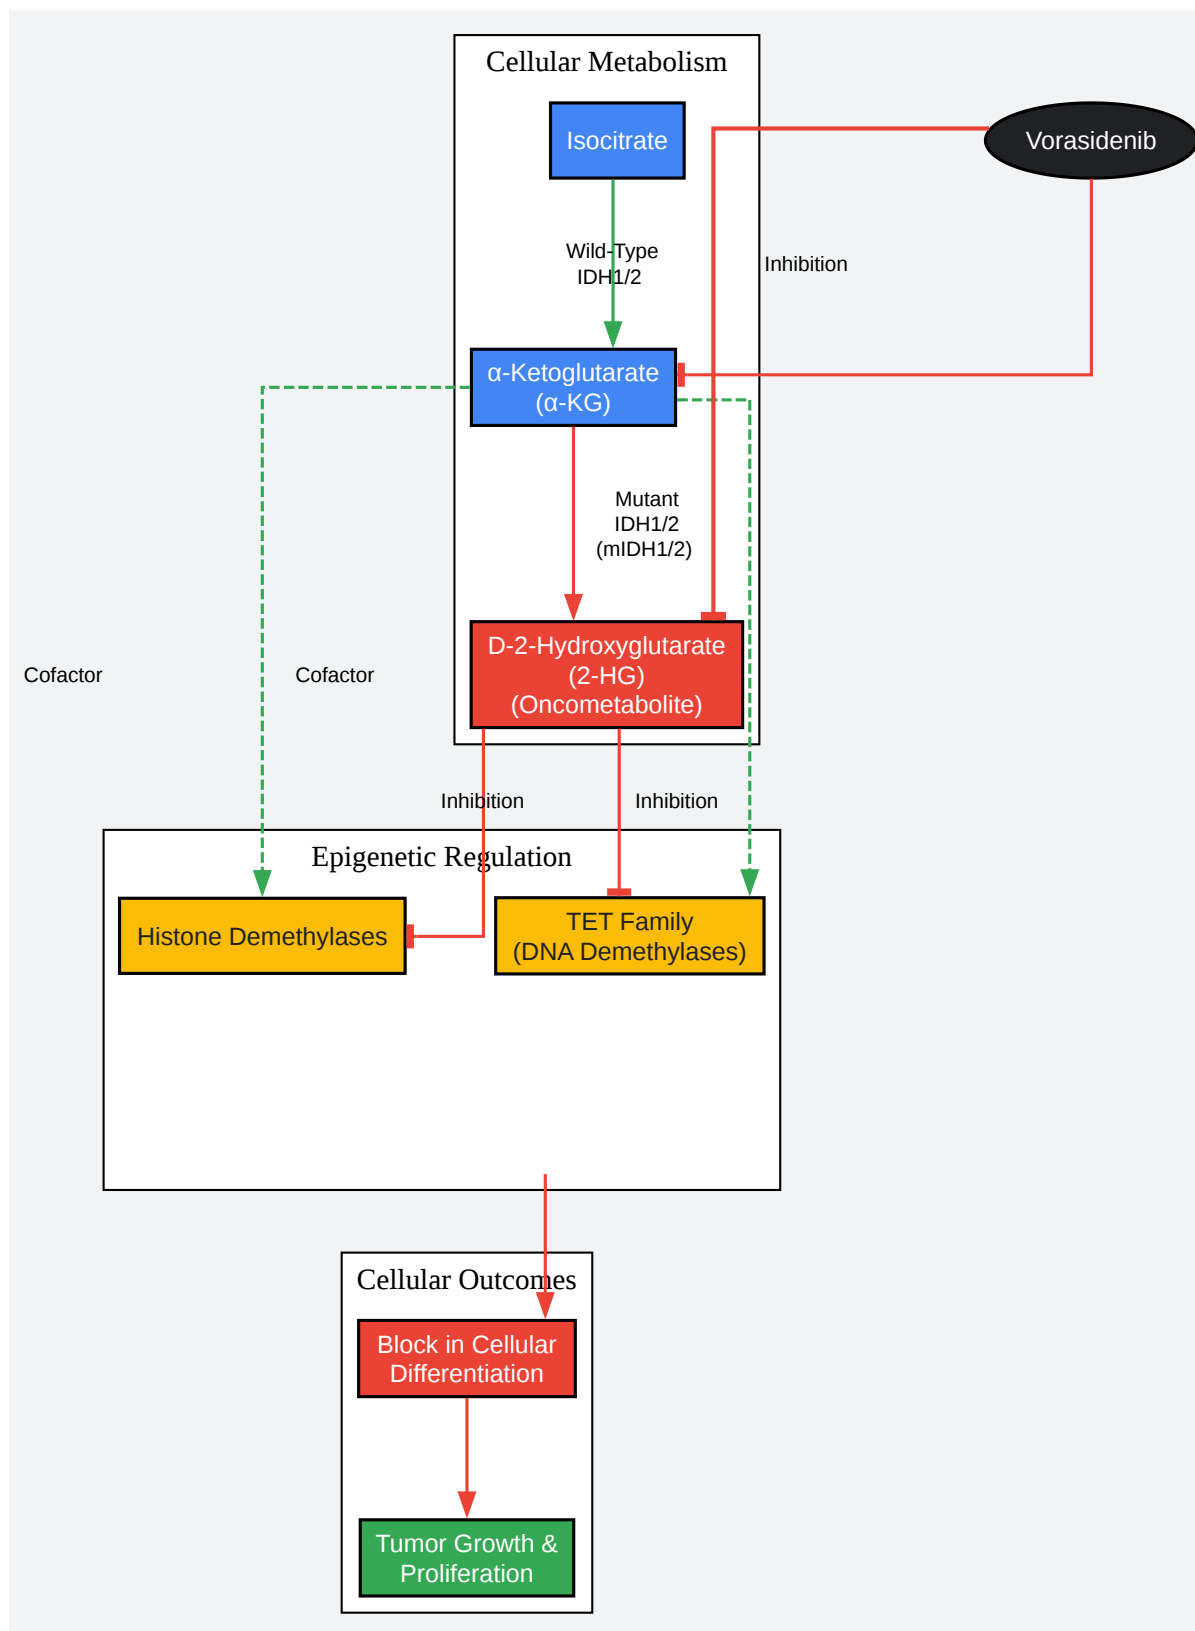 Cellular Metabolism
Isocitrate
Vorasidenib
Wild-Type
IDH1/2
Inhibition
α-Ketoglutarate
(α-KG)
Mutant
IDH1/2
(mIDH1/2)
D-2-Hydroxyglutarate
(2-HG)
(Oncometabolite)
Cofactor
Cofactor
Inhibition
Inhibition
Epigenetic Regulation
Histone Demethylases
TET Family
(DNA Demethylases)
Cellular Outcomes
Block in Cellular
Differentiation
Tumor Growth &
Proliferation